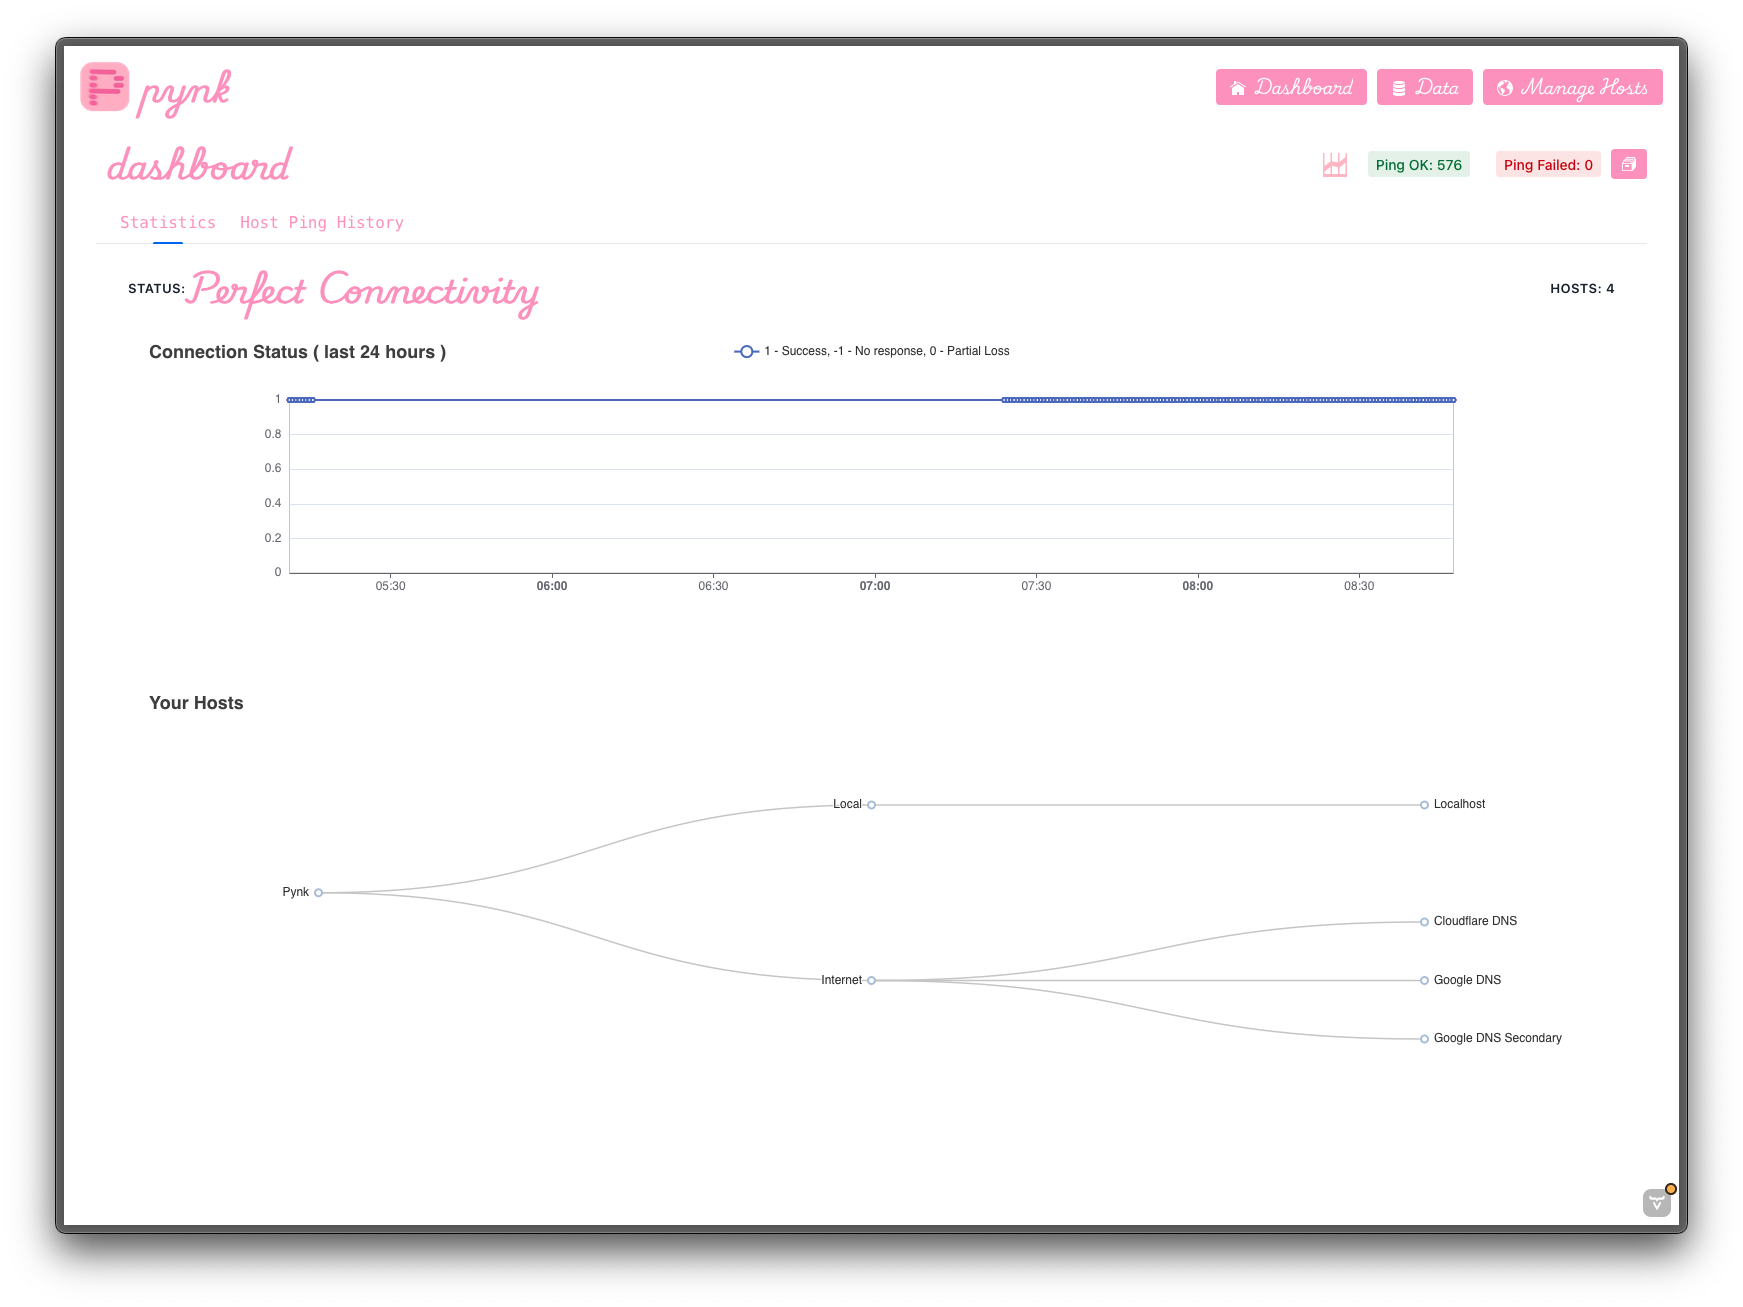 pynk
Dashboard
Data
Manage Hosts
dashboard
Ping OK: 576
Ping Failed: 0
Statistics
Host Ping History
STATUS: Perfect Connectivity
HOSTS: 4
Connection Status ( last 24 hours )
1 - Success, -1 - No response, 0 - Partial Loss
1
0.8
0.6
0.4
0.2
0
05:30
06:00
06:30
07:00
07:30
08:00
08:30
Your Hosts
Local
Localhost
Pynk
Cloudflare DNS
Internet
Google DNS
Google DNS Secondary